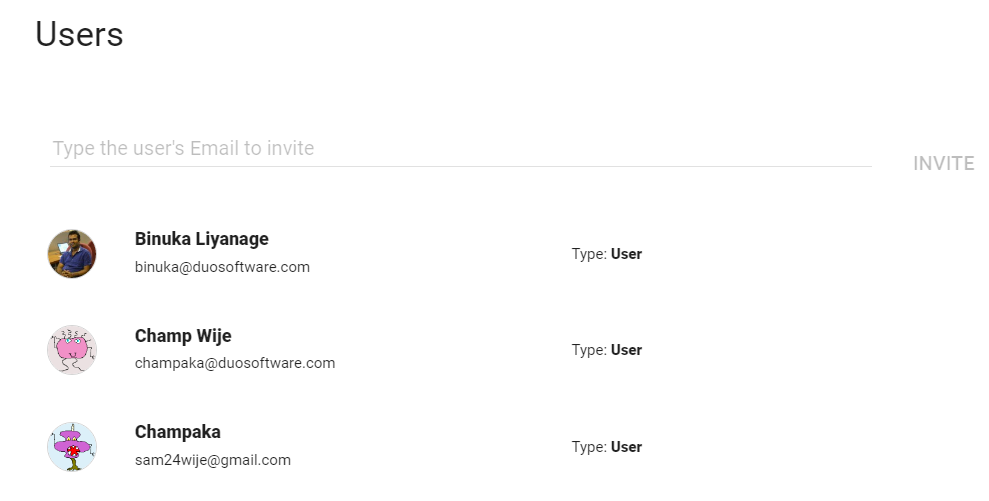 Users
Type the user's Email to invite
INVITE
Binuka Liyanage
binuka@duosoftware.com
Type: User
Champ Wije
champaka@duosoftware.com
Type: User
Champaka
sam24wije@gmail.com
Type: User